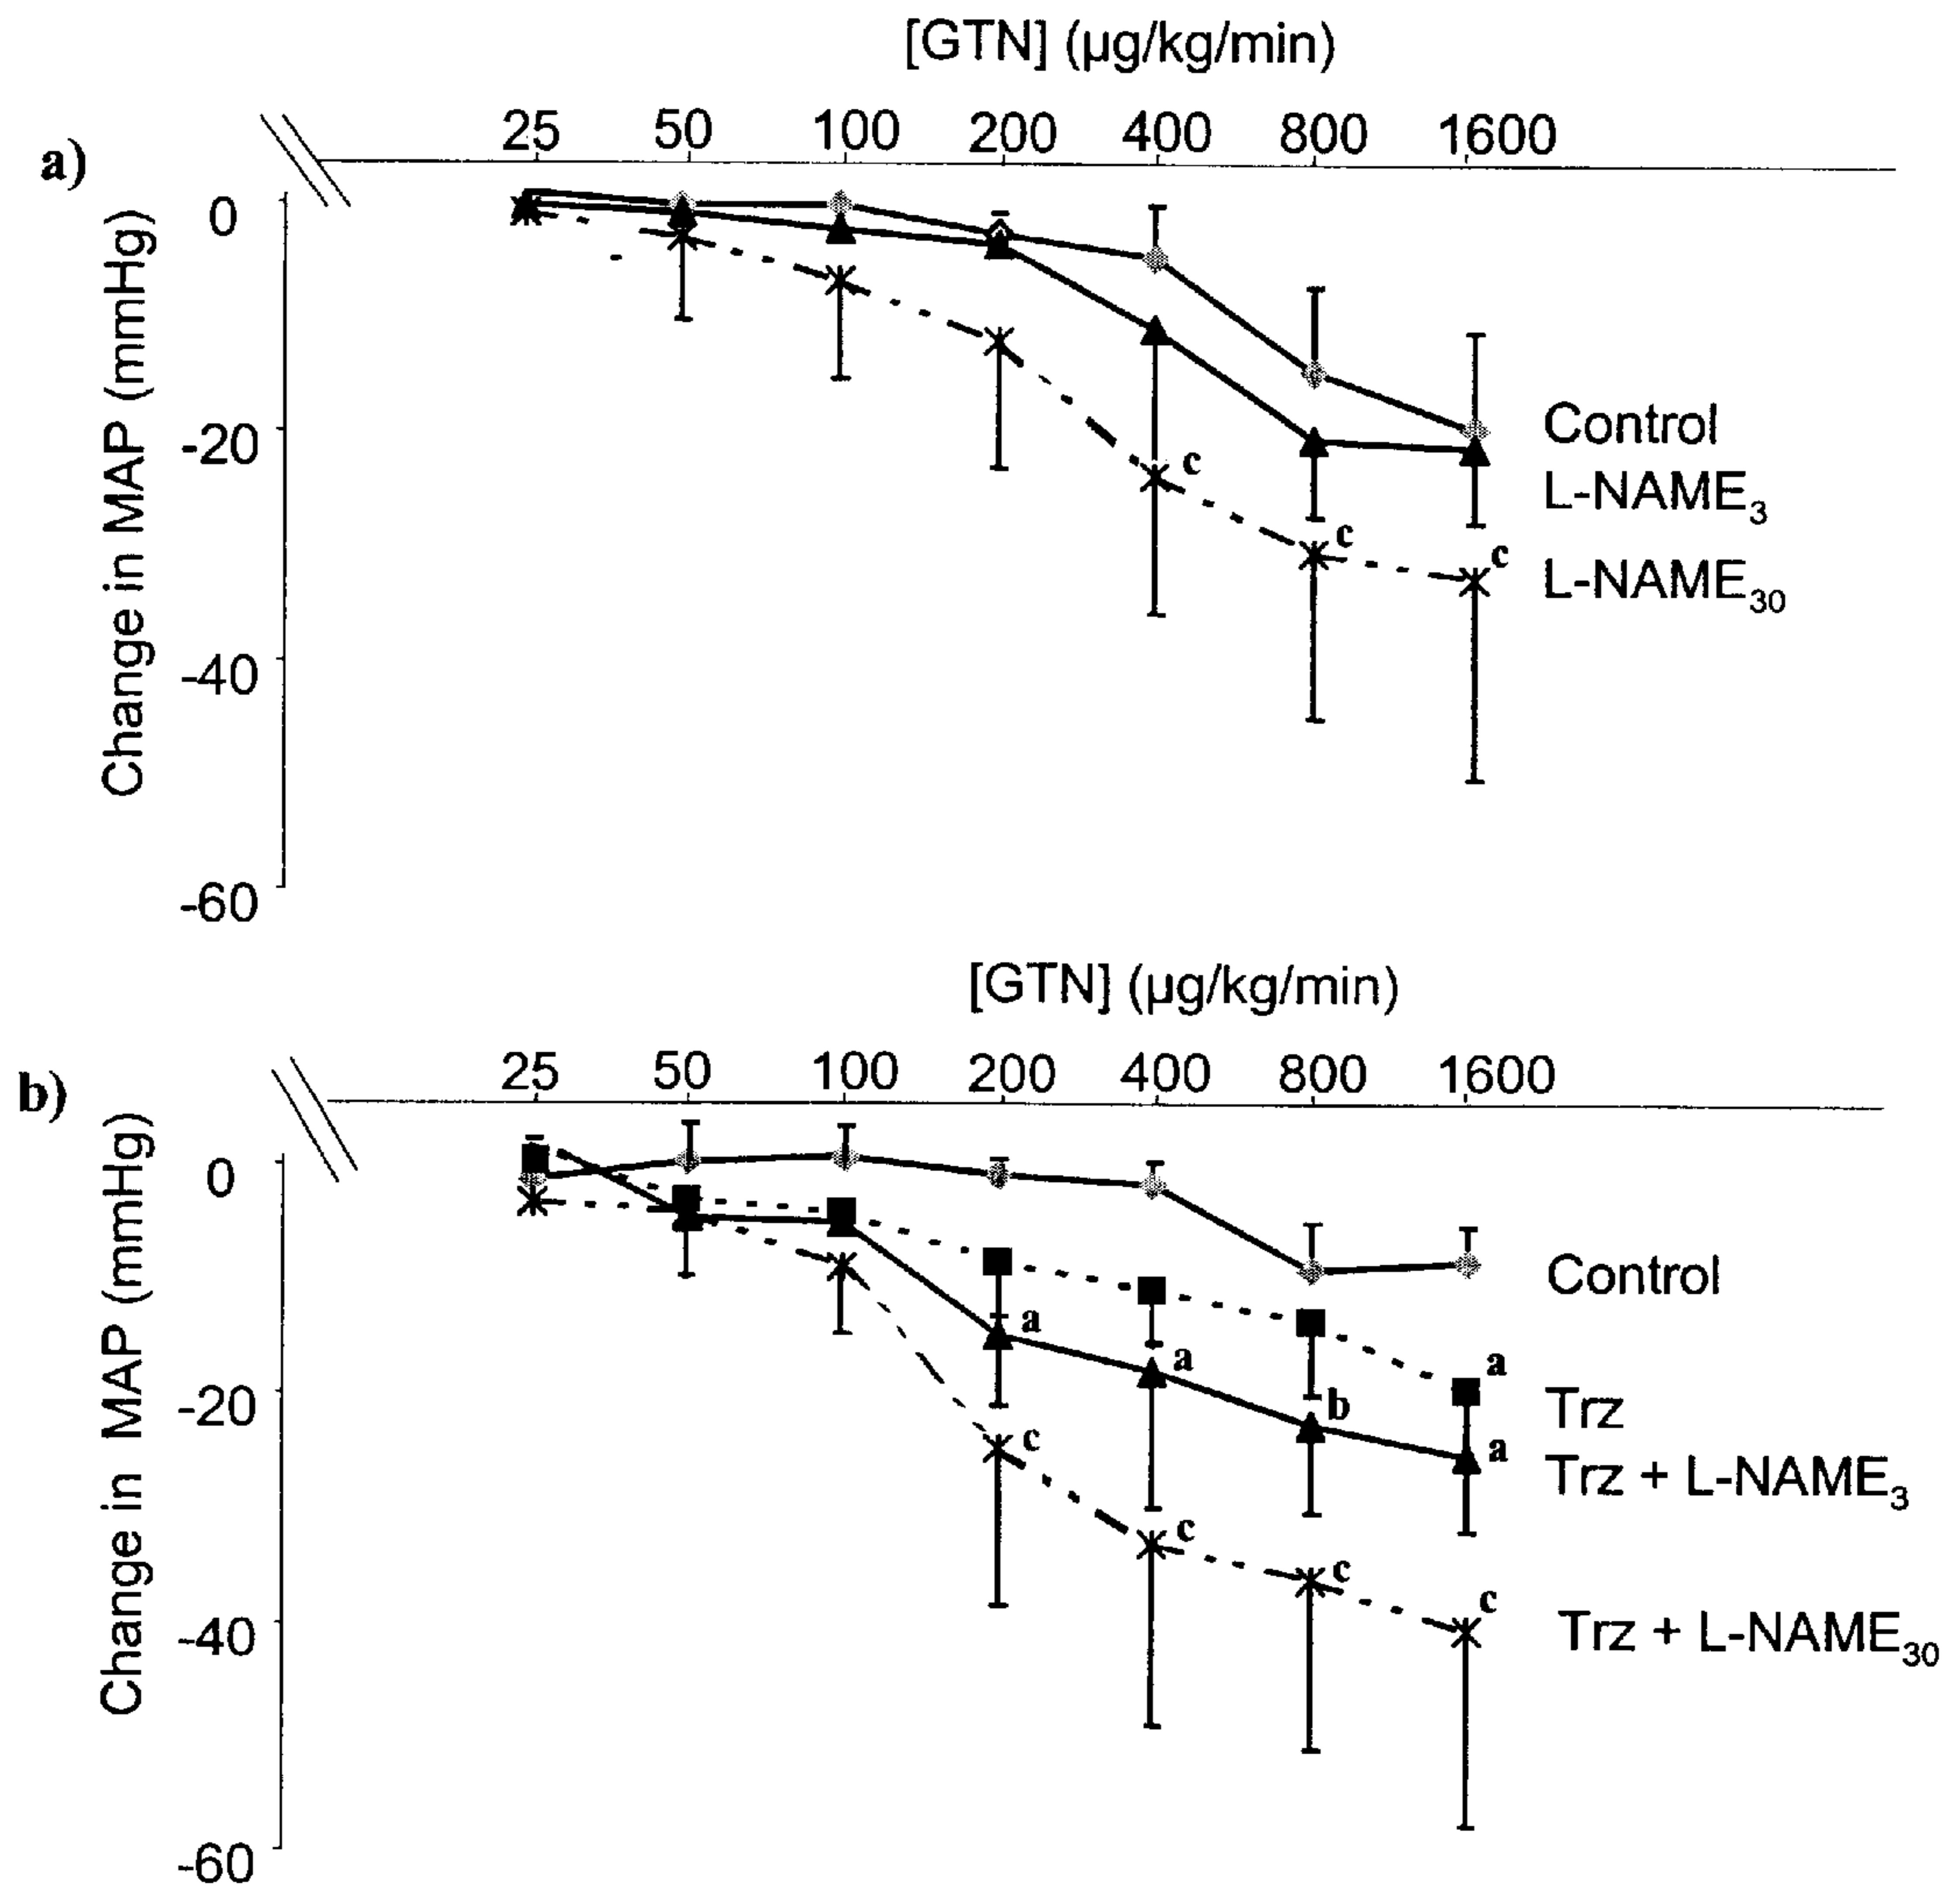 [GTN] (µg/kg/min)
25 50 100 200 400 800 1600
a)
Change in MAP (mmHg)
0
-20
-40
-60
c
c
c
Control
L-NAME3
L-NAME30
[GTN] (µg/kg/min)
25 50 100 200 400 800 1600
b)
Change in MAP (mmHg)
0
-20
-40
-60
a
a
b
a
a
c
c
c
c
Control
Trz
Trz + L-NAME3
Trz + L-NAME30